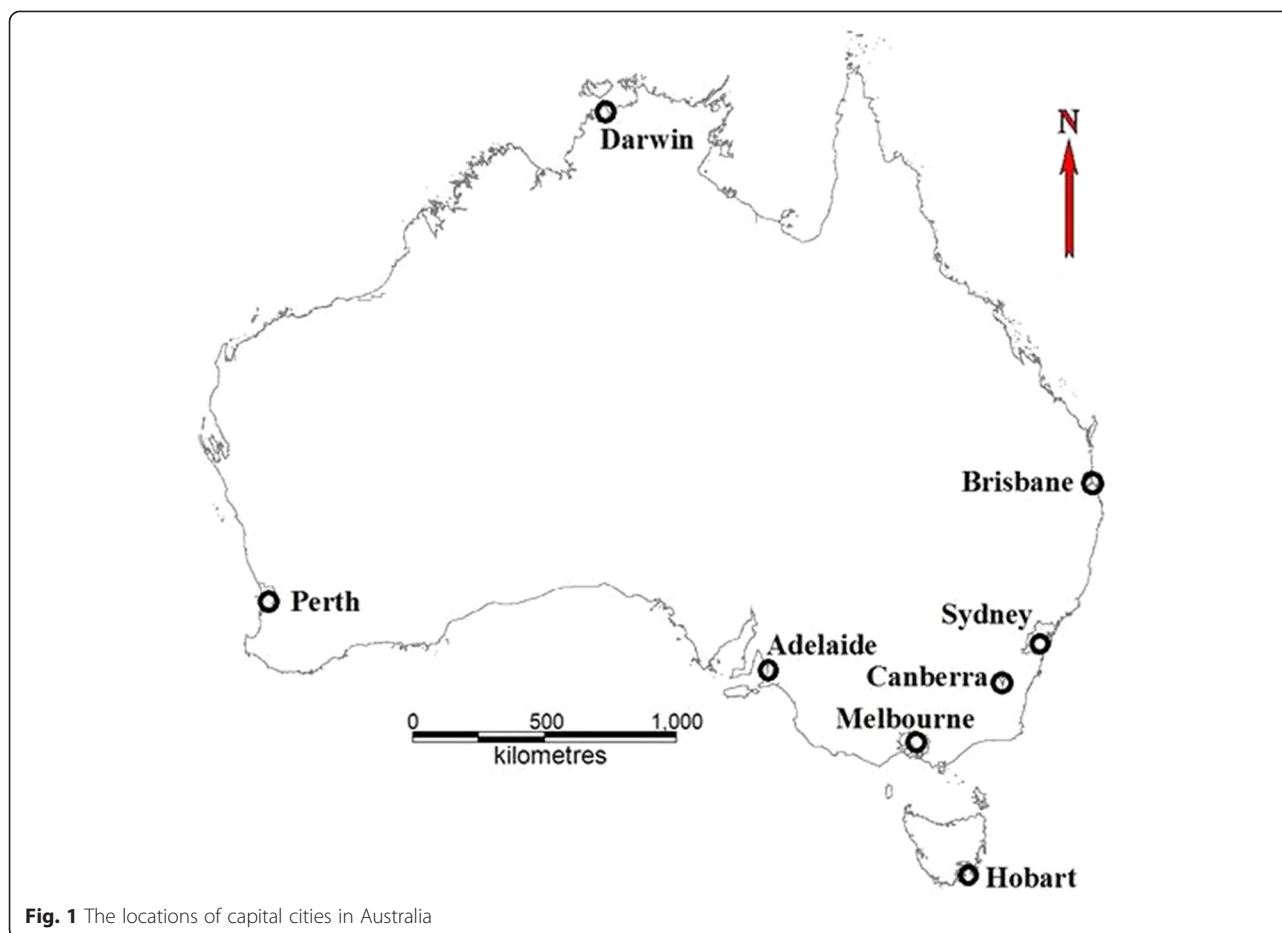 N
Darwin
Brisbane
Perth
Sydney
Adelaide
Canberra
Melbourne
0 500 1,000
kilometres
Hobart
Fig. 1 The locations of capital cities in Australia